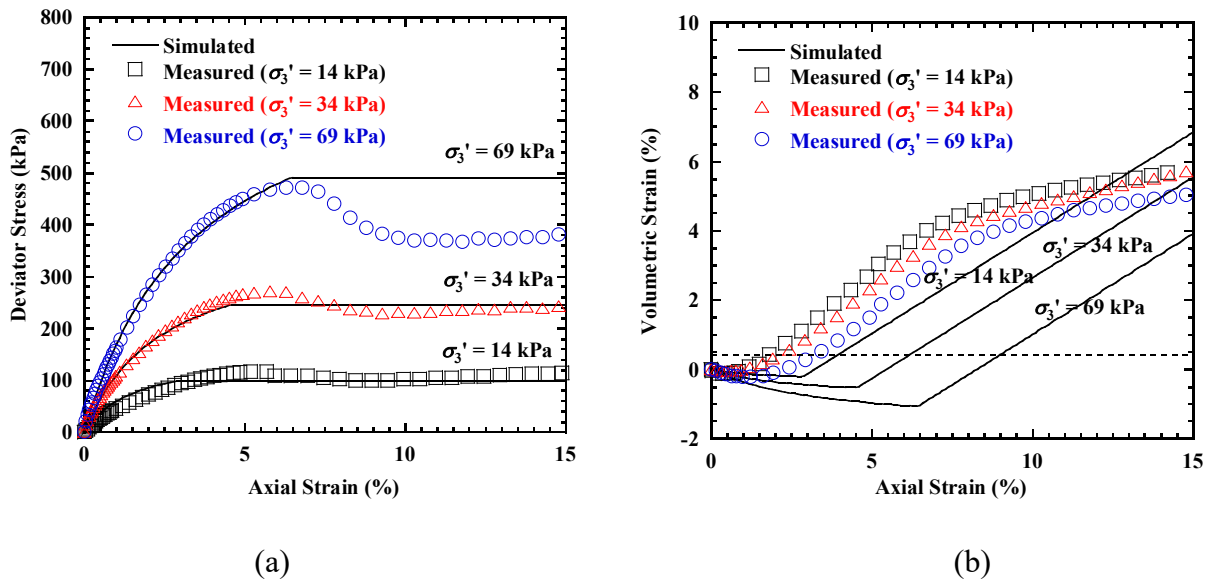 800
700
600
500
400
300
200
100
0
Deviator Stress (kPa)
Simulated
Measured (σ3' = 14 kPa)
Measured (σ3' = 34 kPa)
Measured (σ3' = 69 kPa)
σ3' = 69 kPa
σ3' = 34 kPa
σ3' = 14 kPa
0 5 10 15
Axial Strain (%)
(a)
10
8
6
4
2
0
-2
Volumetric Strain (%)
Simulated
Measured (σ3' = 14 kPa)
Measured (σ3' = 34 kPa)
Measured (σ3' = 69 kPa)
σ3' = 34 kPa
σ3' = 14 kPa
σ3' = 69 kPa
0 5 10 15
Axial Strain (%)
(b)